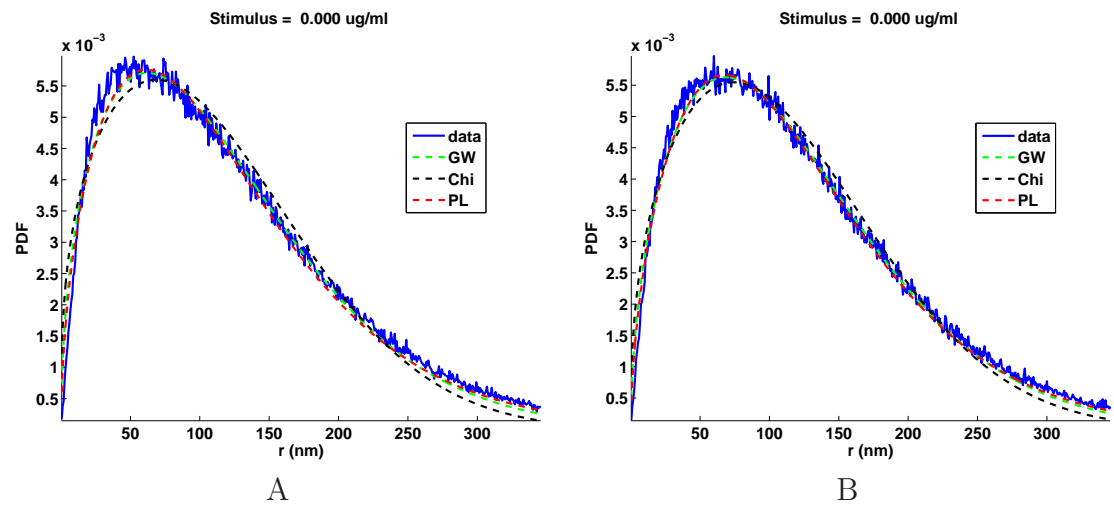 Stimulus = 0.000 ug/ml
x 10⁻³
5.5
5
4.5
4
3.5
3
2.5
2
1.5
1
0.5
PDF
50
100
150
200
250
300
r (nm)
data
GW
Chi
PL
A
Stimulus = 0.000 ug/ml
x 10⁻³
5.5
5
4.5
4
3.5
3
2.5
2
1.5
1
0.5
PDF
50
100
150
200
250
300
r (nm)
data
GW
Chi
PL
B